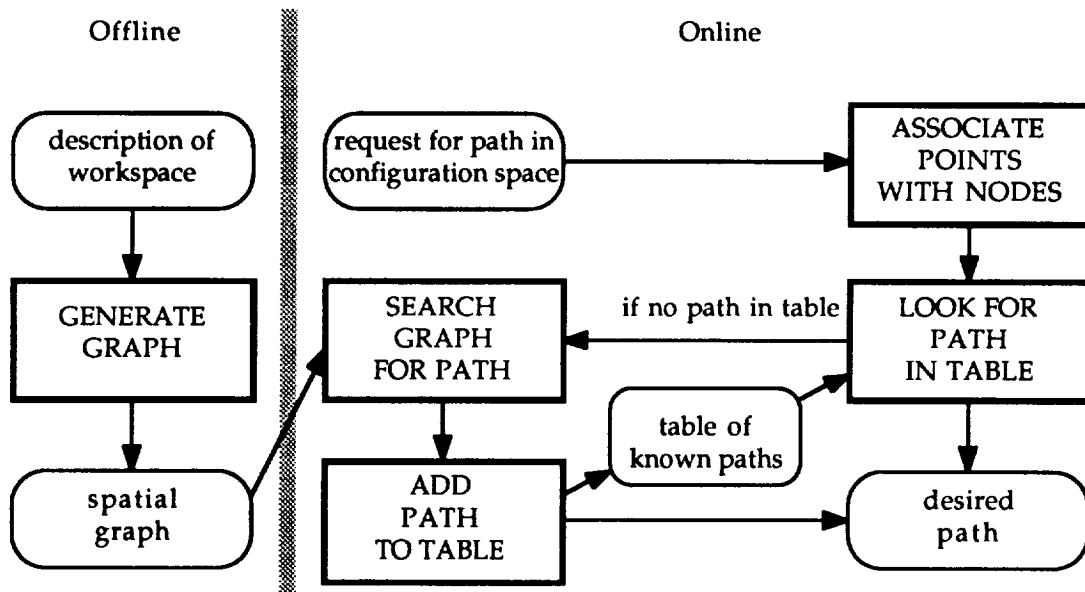 Offline
Online
description of
workspace
request for path in
configuration space
ASSOCIATE
POINTS
WITH NODES
GENERATE
GRAPH
SEARCH
GRAPH
FOR PATH
if no path in table
LOOK FOR
PATH
IN TABLE
table of
known paths
spatial
graph
ADD
PATH
TO TABLE
desired
path